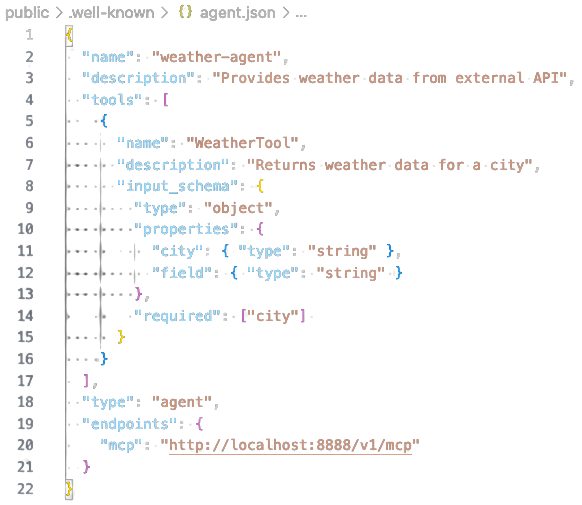 public > .well-known > {} agent.json > ...
1 {
2   "name": "weather-agent",
3   "description": "Provides weather data from external API",
4   "tools": [
5     {
6       "name": "WeatherTool",
7       "description": "Returns weather data for a city",
8       "input_schema": {
9         "type": "object",
10         "properties": {
11           "city": { "type": "string" },
12           "field": { "type": "string" }
13         },
14         "required": ["city"]
15       }
16     }
17   ],
18   "type": "agent",
19   "endpoints": {
20     "mcp": "http://localhost:8888/v1/mcp"
21   }
22 }